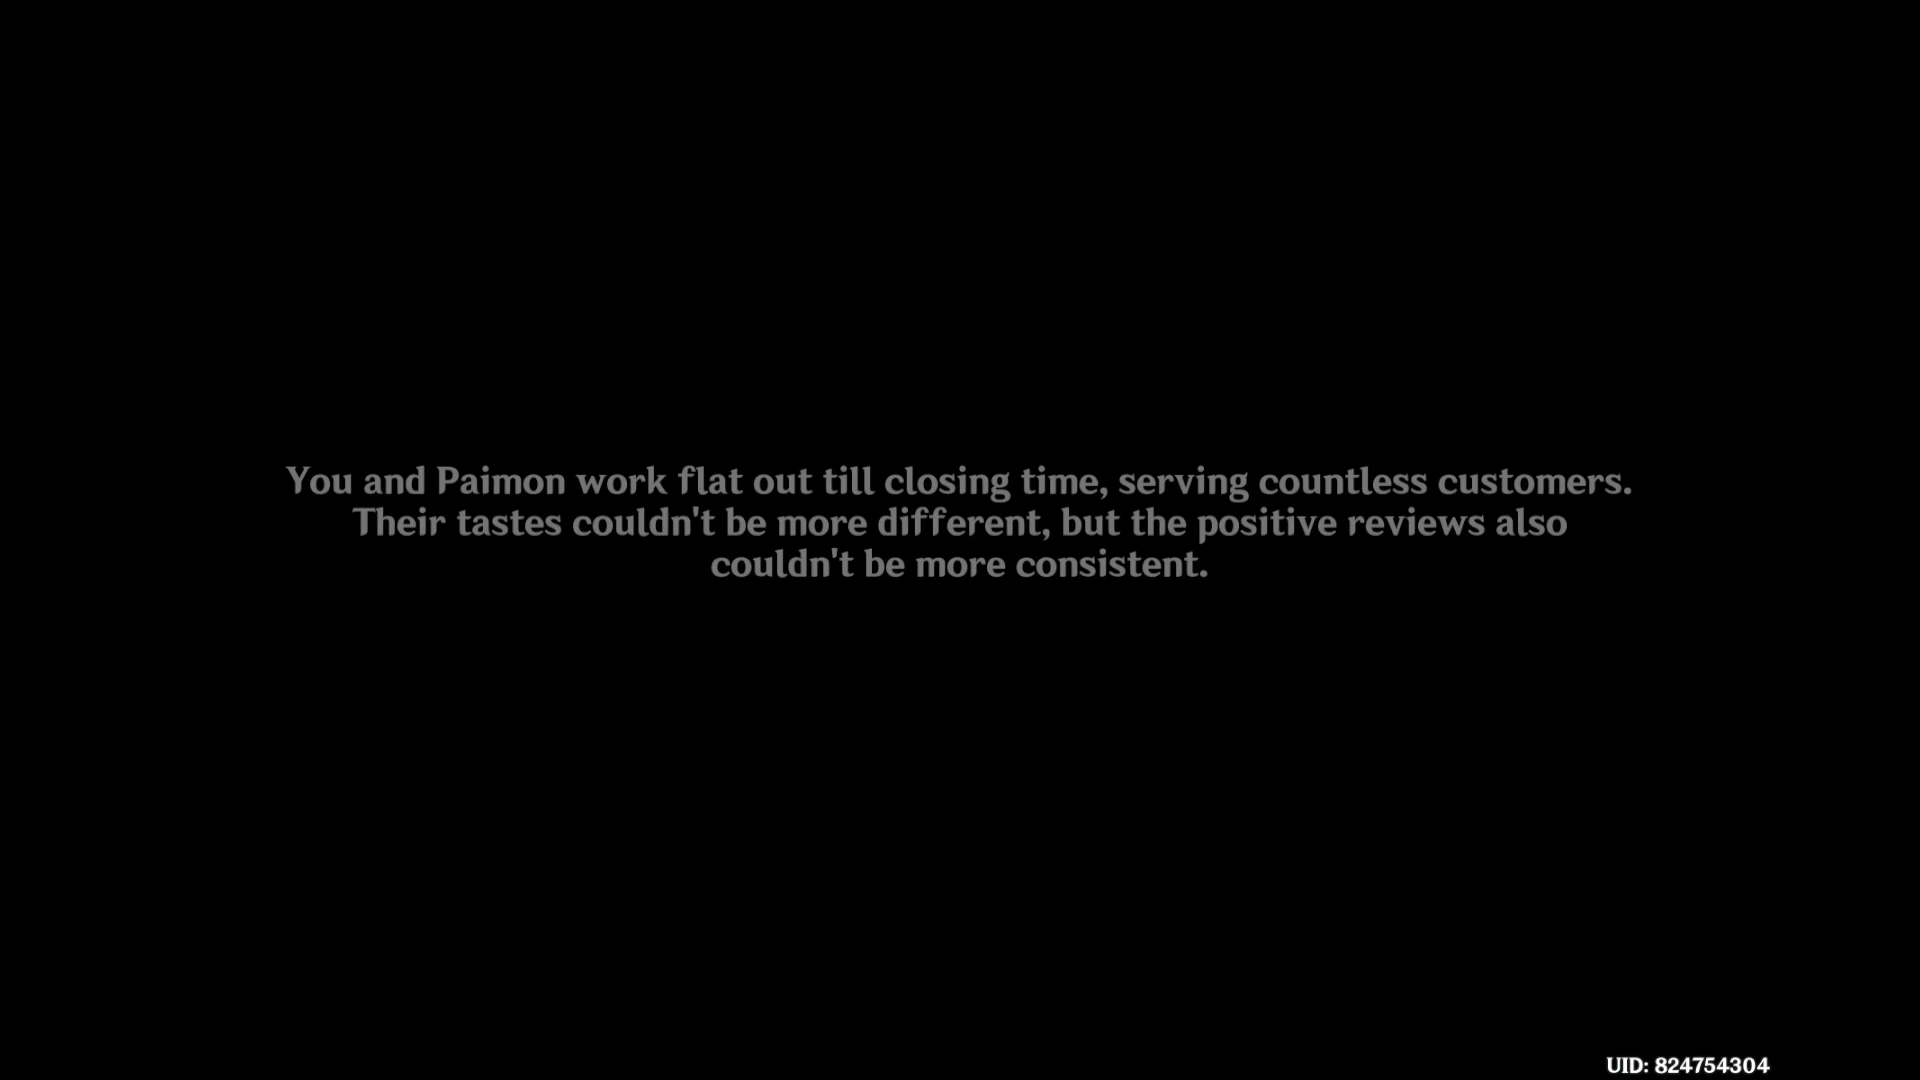 You and Paimon work flat out till closing time, serving countless customers.
Their tastes couldn't be more different, but the positive reviews also
couldn't be more consistent.
UID: 824754304